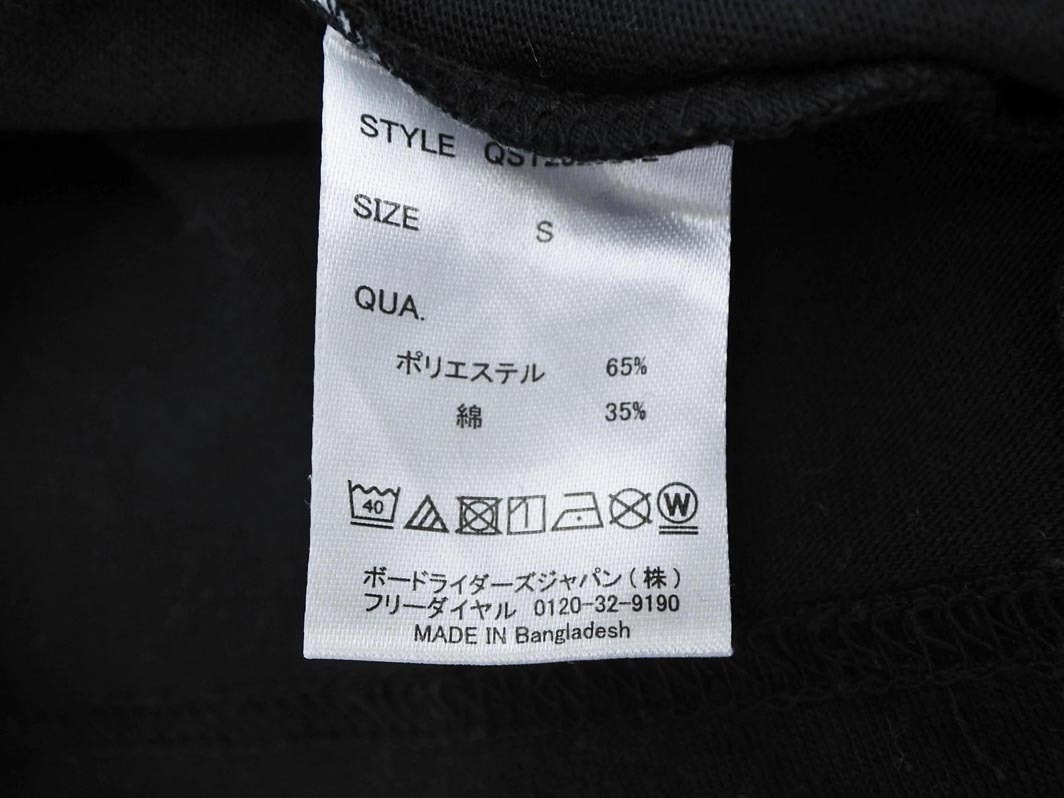 STYLE
SIZE S
QUA.
ポリエステル 65%
綿 35%
40 W
ボードライダーズジャパン(株)
フリーダイヤル 0120-32-9190
MADE IN Bangladesh